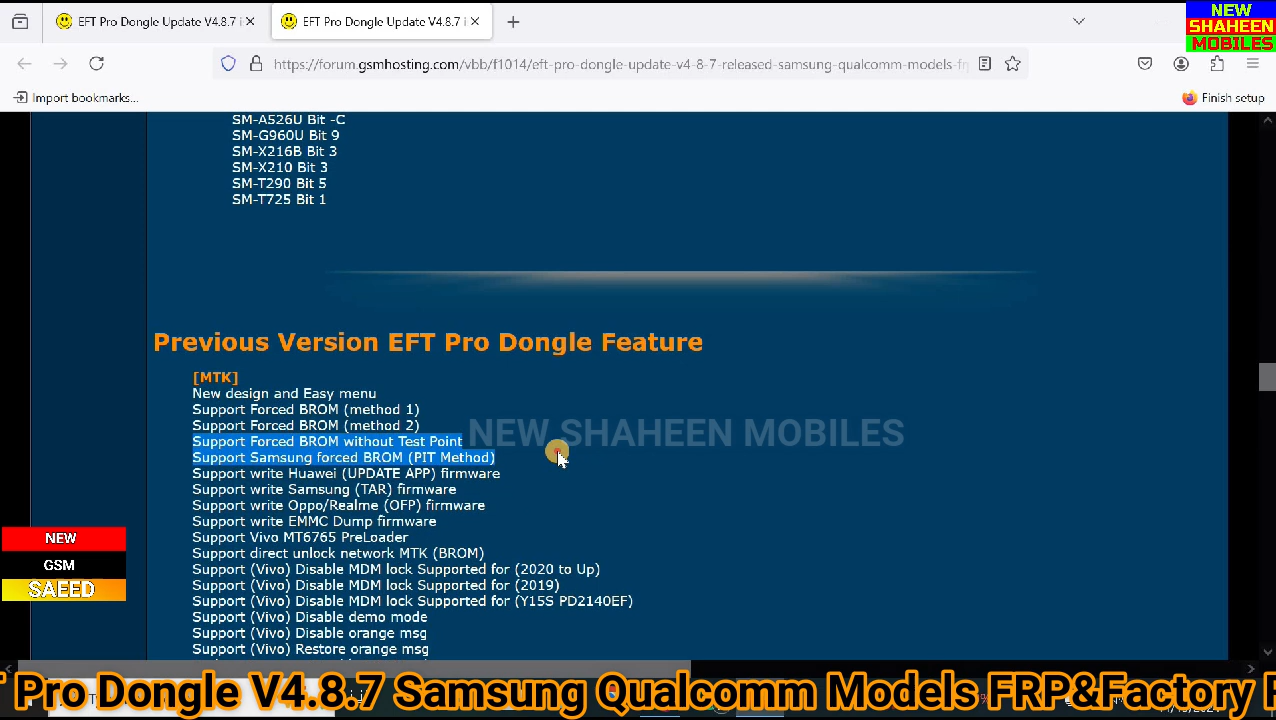 EFT Pro Dongle Update V4.8.7 i
EFT Pro Dongle Update V4.8.7 i
NEW
SHAHEEN
MOBILES
https://forum.gsmhosting.com/vbb/f1019/eft-pro-dongle-update-v4-8-7-released-samsung-qualcomm-models-frp
Import bookmarks...
Finish setup
SM-A526U Bit -C
SM-G960U Bit 9
SM-X216B Bit 3
SM-X210 Bit 3
SM-T290 Bit 5
SM-T725 Bit 1
Previous Version EFT Pro Dongle Feature
[MTK]
New design and Easy menu
Support Forced BROM (method 1)
Support Forced BROM (method 2)
Support Forced BROM without Test Point
NEW SHAHEEN MOBILES
Support Samsung forced BROM (PIT Method)
Support write Huawei (UPDATE APP) firmware
Support write Samsung (TAR) firmware
Support write Oppo/Realme (OFP) firmware
Support write EMMC Dump firmware
Support Vivo MT6765 PreLoader
Support direct unlock network MTK (BROM)
Support (Vivo) Disable MDM lock Supported for (2020 to Up)
Support (Vivo) Disable MDM lock Supported for (2019)
Support (Vivo) Disable MDM lock Supported for (Y15S PD2140EF)
Support (Vivo) Disable demo mode
Support (Vivo) Disable orange msg
Support (Vivo) Restore orange msg
NEW
GSM
SAEED
T Pro Dongle V4.8.7 Samsung Qualcomm Models FRP&Factory R